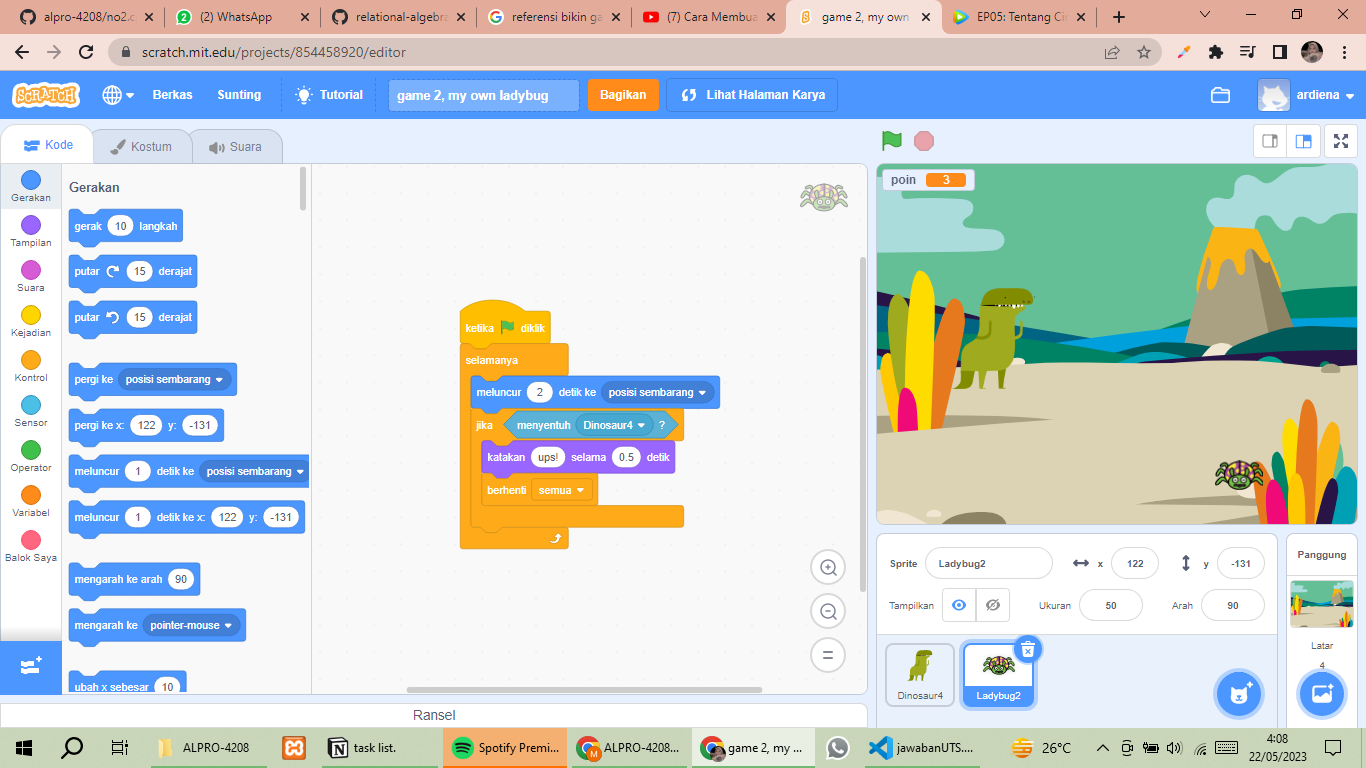 alpro-4208/no2.c
(2) WhatsApp
relational-algebra
referensi bikin ga
(7) Cara Membua
game 2, my own
EP05: Tentang Cin
scratch.mit.edu/projects/854458920/editor
SCRATCH
Berkas
Sunting
Tutorial
game 2, my own ladybug
Bagikan
Lihat Halaman Karya
ardiena
Kode
Kostum
Suara
Gerakan
Tampilan
Suara
Kejadian
Kontrol
Sensor
Operator
Variabel
Balok Saya
Gerakan
gerak 10 langkah
putar 15 derajat
putar 15 derajat
pergi ke posisi sembarang
pergi ke x: 122 y: -131
meluncur 1 detik ke posisi sembarang
meluncur 1 detik ke x: 122 y: -131
mengarah ke arah 90
mengarah ke pointer-mouse
ubah x sebesar 10
ketika diklik
selamanya
meluncur 2 detik ke posisi sembarang
jika menyentuh Dinosaur4 ?
katakan ups! selama 0.5 detik
berhenti semua
poin 3
Sprite Ladybug2 x 122 y -131
Tampilkan Ukuran 50 Arah 90
Dinosaur4
Ladybug2
Panggung
Latar
4
Ransel
ALPRO-4208
task list.
Spotify Premi...
ALPRO-4208...
game 2, my ...
jawabanUTS....
26°C
4:08
22/05/2023